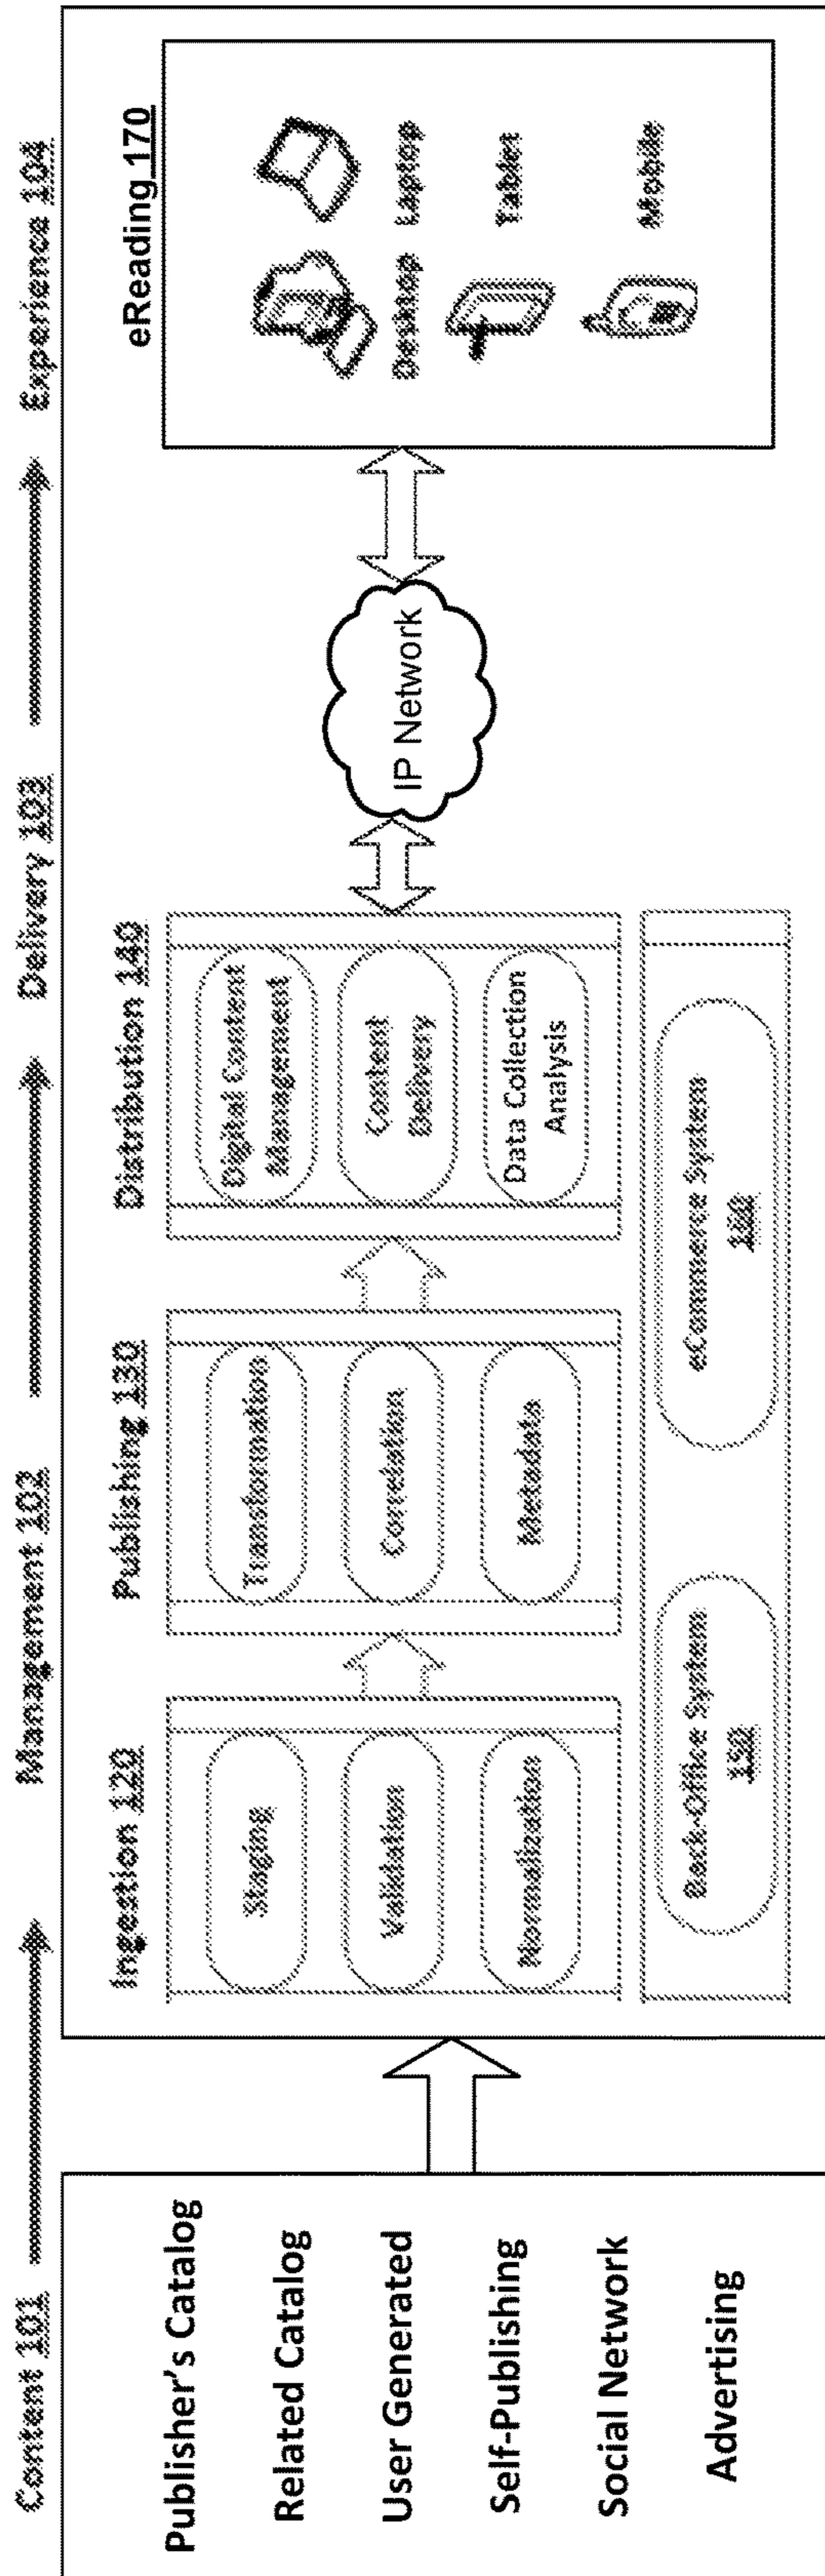 Content 101
Management 102
Delivery 103
Experience 104
Publisher's Catalog
Related Catalog
User Generated
Self-Publishing
Social Network
Advertising
Ingestion 120
Staging
Validation
Normalization
Publishing 130
Transformation
Correlation
Metadata
Distribution 140
Digital Content
Management
Content
Delivery
Data Collection
Analysis
Back-Office System
150
eCommerce System
160
IP Network
eReading 170
Desktop
Laptop
Tablet
Mobile